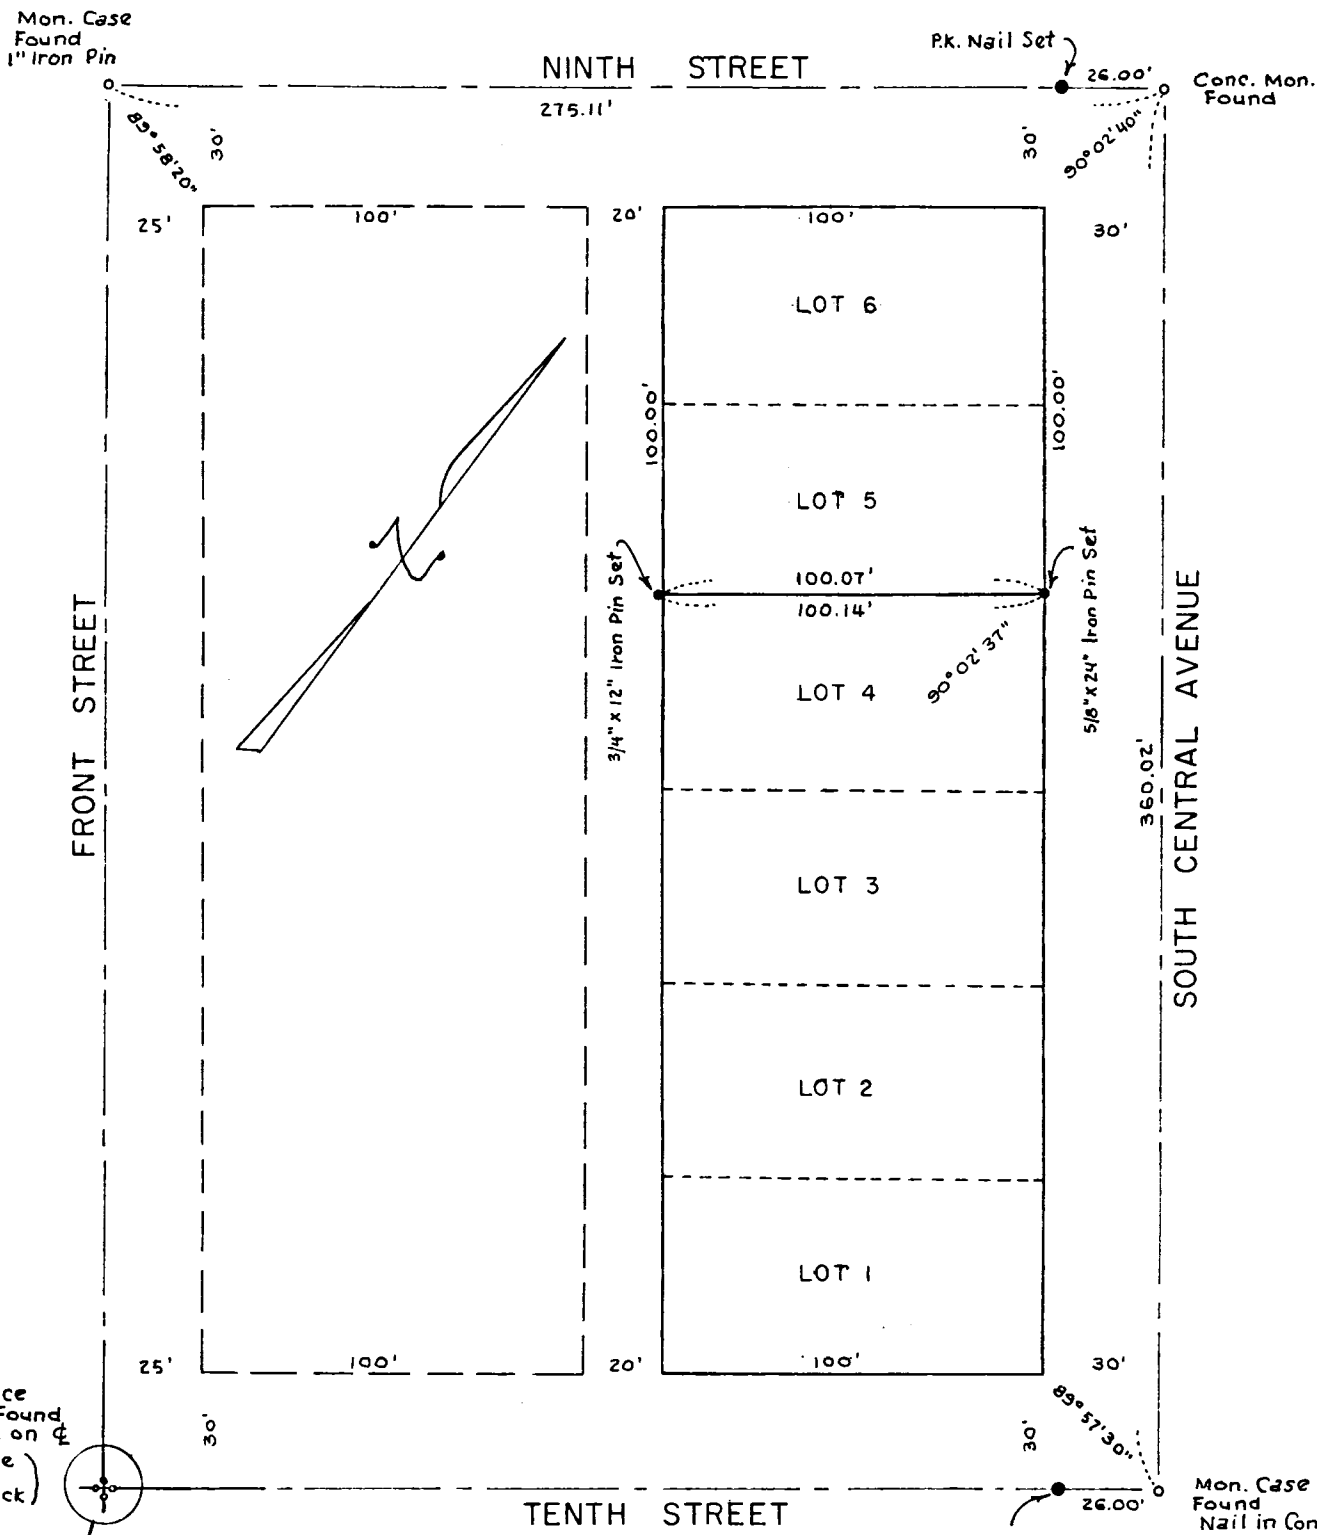 Mon. Case
Found
1" Iron Pin
NINTH STREET
P.K. Nail Set
26.00'
Conc. Mon.
Found
275.11'
89° 58' 20"
30'
30'
90° 02' 40"
25'
100'
20'
100'
30'
LOT 6
100.00'
100.00'
LOT 5
N
3/4" x 12" Iron Pin Set
100.07'
100.14'
5/8" x 24" Iron Pin Set
90° 02' 37"
LOT 4
FRONT STREET
SOUTH CENTRAL AVENUE
360.02'
LOT 3
LOT 2
LOT 1
25'
100'
20'
100'
30'
ce
Found
on ℄
e
ck)
30'
30'
89° 57' 30"
TENTH STREET
26.00'
Mon. Case
Found
Nail in Con